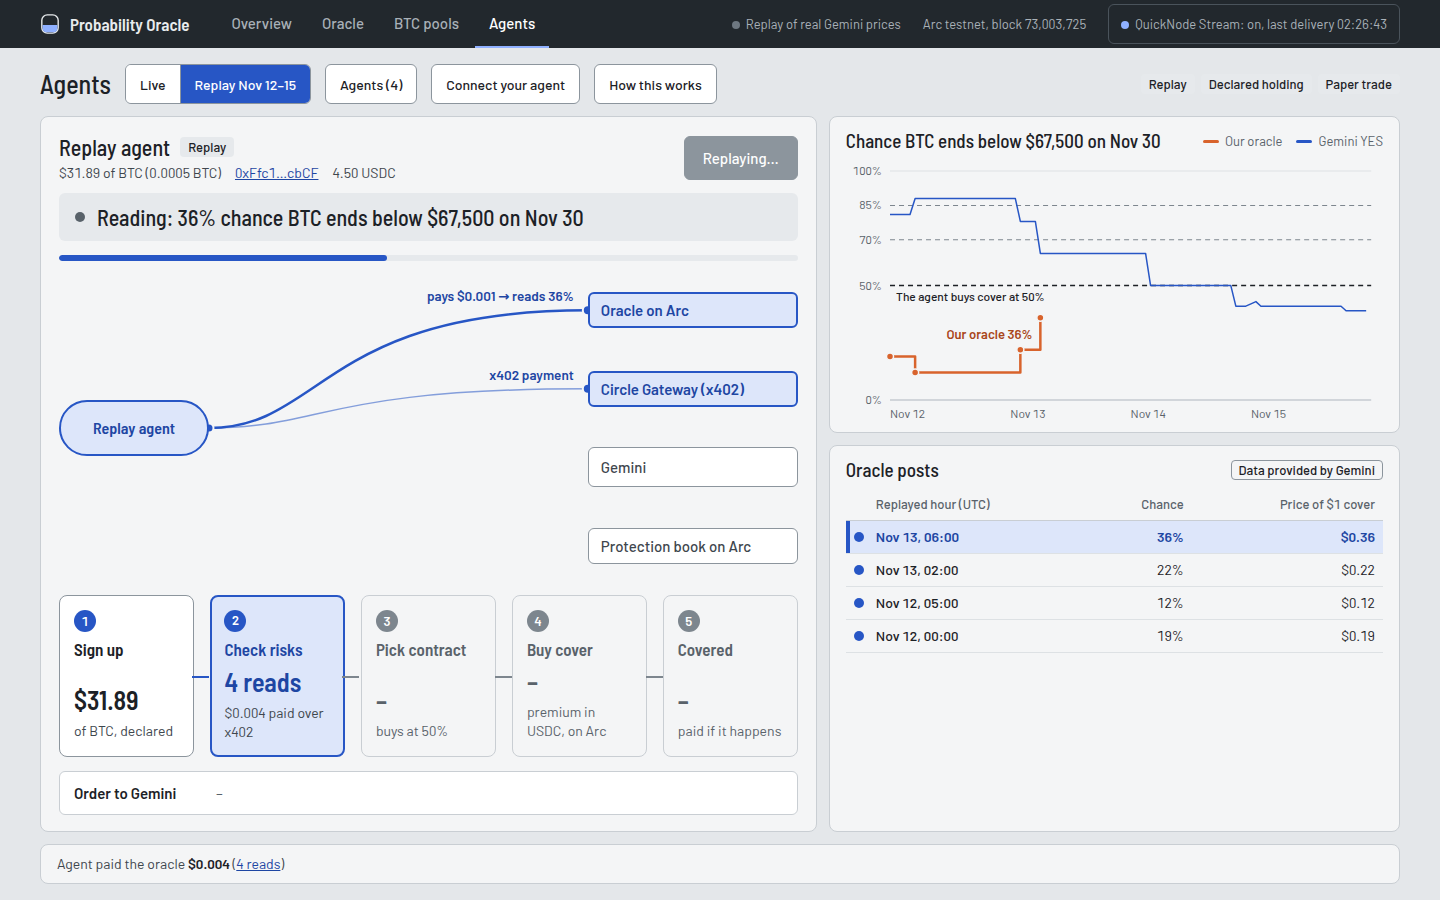 Probability Oracle
Overview
Oracle
BTC pools
Agents
Replay of real Gemini prices
Arc testnet, block 73,003,725
QuickNode Stream: on, last delivery 02:26:43
Agents
Live
Replay Nov 12–15
Agents (4)
Connect your agent
How this works
Replay
Declared holding
Paper trade
Replay agent
Replay
Replaying...
$31.89 of BTC (0.0005 BTC)
0xFfc1...cbCF
4.50 USDC
Reading: 36% chance BTC ends below $67,500 on Nov 30
pays $0.001 → reads 36%
Oracle on Arc
x402 payment
Circle Gateway (x402)
Replay agent
Gemini
Protection book on Arc
1
Sign up
$31.89
of BTC, declared
2
Check risks
4 reads
$0.004 paid over
x402
3
Pick contract
–
buys at 50%
4
Buy cover
–
premium in
USDC, on Arc
5
Covered
–
paid if it happens
Order to Gemini
–
Chance BTC ends below $67,500 on Nov 30
Our oracle
Gemini YES
100%
85%
70%
50%
The agent buys cover at 50%
Our oracle 36%
0%
Nov 12
Nov 13
Nov 14
Nov 15
Oracle posts
Data provided by Gemini
Replayed hour (UTC)
Chance
Price of $1 cover
Nov 13, 06:00
36%
$0.36
Nov 13, 02:00
22%
$0.22
Nov 12, 05:00
12%
$0.12
Nov 12, 00:00
19%
$0.19
Agent paid the oracle $0.004 (4 reads)